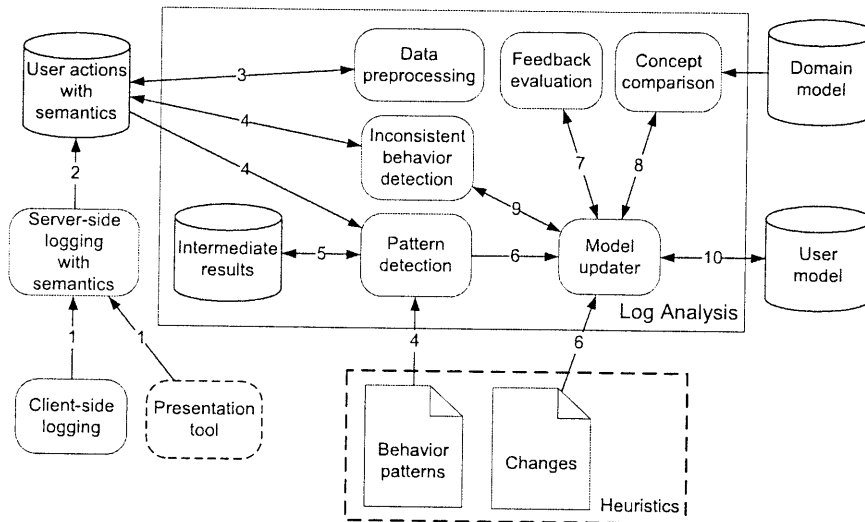 User actions
with
semantics
Data
preprocessing
Feedback
evaluation
Concept
comparison
Domain
model
3
4
4
2
Inconsistent
behavior
detection
7
8
9
Server-side
logging
with
semantics
Intermediate
results
5
Pattern
detection
6
Model
updater
10
User
model
Log Analysis
1
1
4
6
Client-side
logging
Presentation
tool
Behavior
patterns
Changes
Heuristics